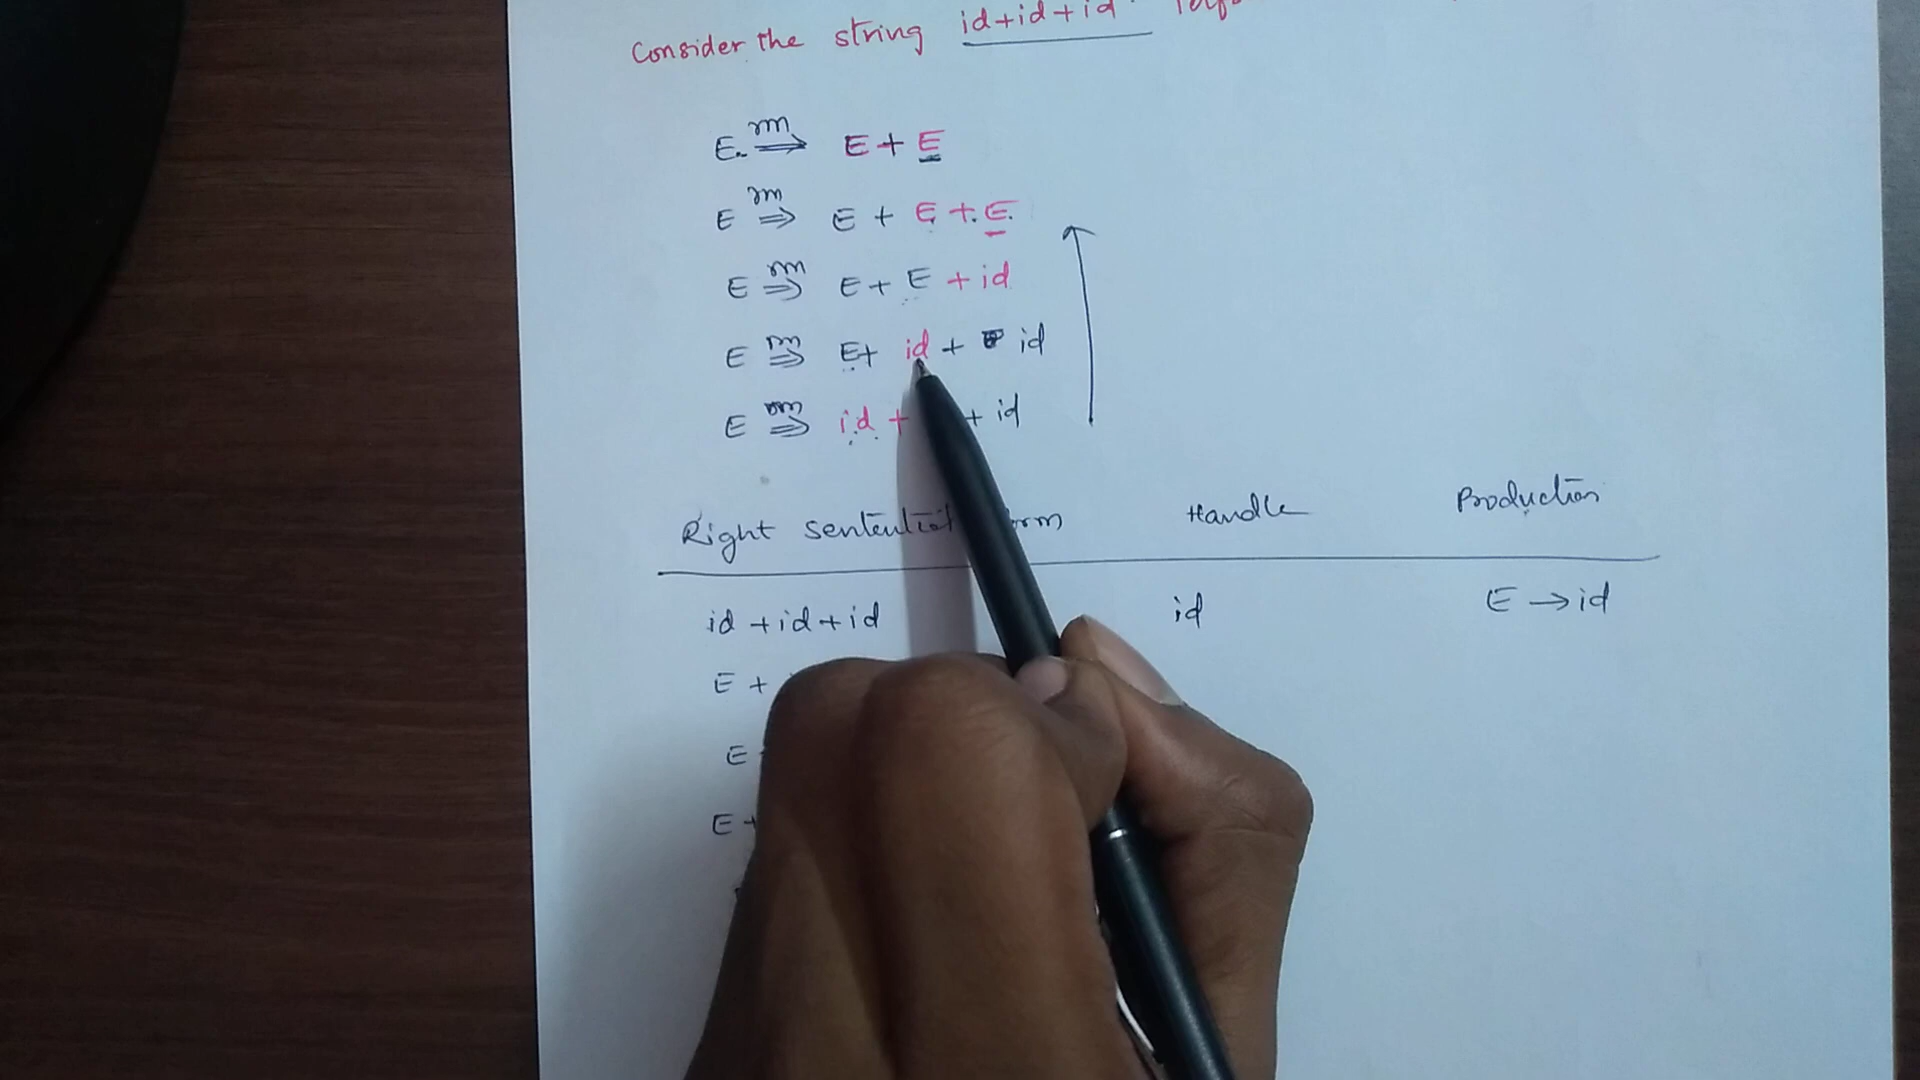 Consider the string id+id+id
E. rm⇒ E + E
E rm⇒ E + E + E.
E rm⇒ E + E + id
E rm⇒ E + id + id
E rm⇒ id + + id
Right Sentential Handle Production
id + id + id id E → id
E +
E
E +